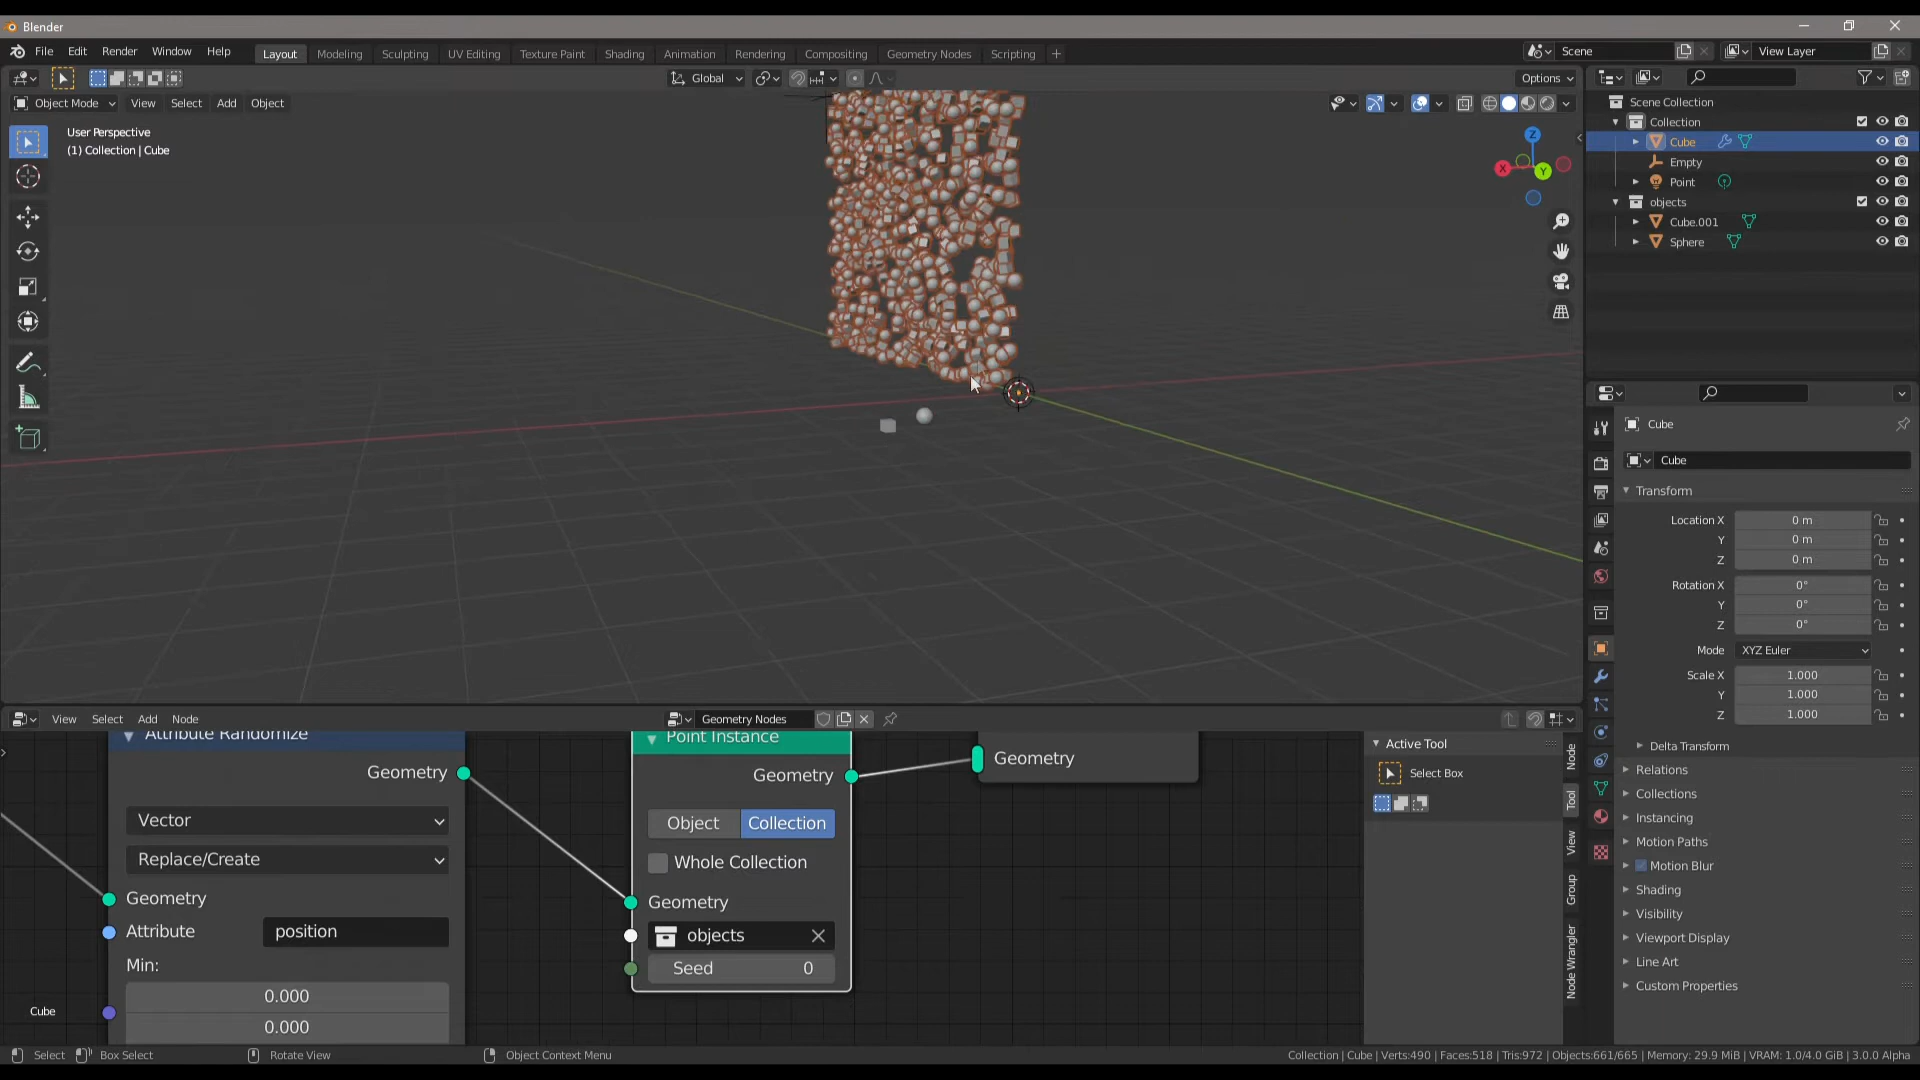 Blender
File Edit Render Window Help
Layout Modeling Sculpting UV Editing Texture Paint Shading Animation Rendering Compositing Geometry Nodes Scripting +
Scene
View Layer
Global
Options
Object Mode View Select Add Object
User Perspective
(1) Collection | Cube
Z
X
Y
Scene Collection
Collection
Cube
Empty
Point
objects
Cube.001
Sphere
Cube
Cube
Transform
Location X 0 m
Y 0 m
Z 0 m
Rotation X 0°
Y 0°
Z 0°
Mode XYZ Euler
Scale X 1.000
Y 1.000
Z 1.000
Delta Transform
Relations
Collections
Instancing
Motion Paths
Motion Blur
Shading
Visibility
Viewport Display
Line Art
Custom Properties
View Select Add Node
Geometry Nodes
Attribute Randomize
Geometry
Vector
Replace/Create
Geometry
Attribute position
Min:
0.000
0.000
Cube
Point Instance
Geometry
Object Collection
Whole Collection
Geometry
objects
Seed 0
Geometry
Active Tool
Select Box
Node
Tool
View
Group
Node Wrangler
Select Box Select Rotate View Object Context Menu
Collection | Cube | Verts:490 | Faces:518 | Tris:972 | Objects:661/665 | Memory: 29.9 MiB | VRAM: 1.0/4.0 GiB | 3.0.0 Alpha